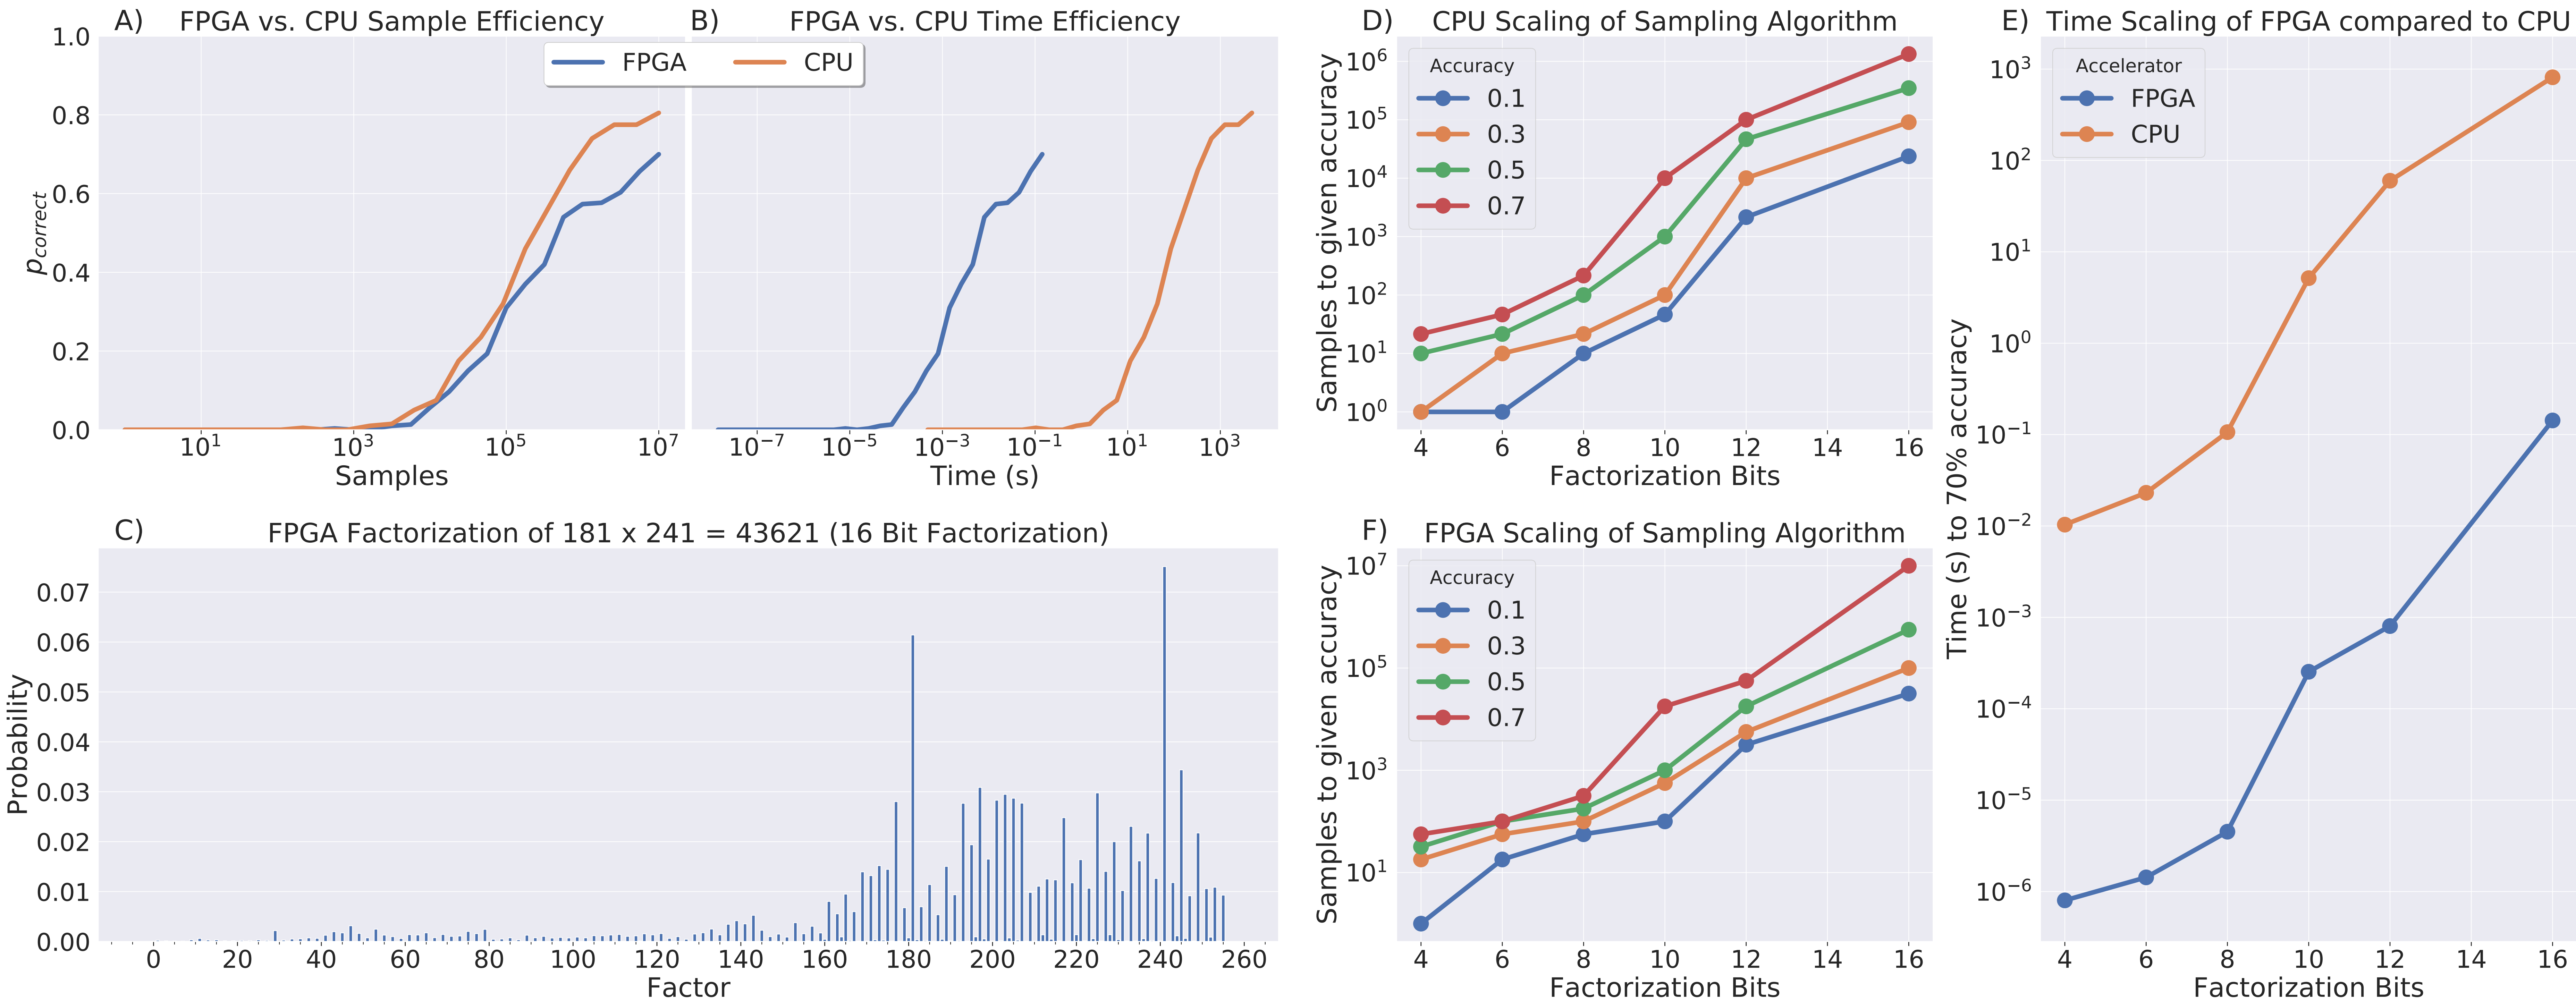 A) FPGA vs. CPU Sample Efficiency
1.0
0.8
0.6
0.4
0.2
0.0
p_correct
10^1 10^3 10^5 10^7
Samples
B) FPGA vs. CPU Time Efficiency
FPGA CPU
10^−7 10^−5 10^−3 10^−1 10^1 10^3
Time (s)
C) FPGA Factorization of 181 x 241 = 43621 (16 Bit Factorization)
0.07
0.06
0.05
0.04
0.03
0.02
0.01
0.00
Probability
0 20 40 60 80 100 120 140 160 180 200 220 240 260
Factor
D) CPU Scaling of Sampling Algorithm
10^6
10^5
10^4
10^3
10^2
10^1
10^0
Samples to given accuracy
Accuracy
0.1
0.3
0.5
0.7
4 6 8 10 12 14 16
Factorization Bits
E) Time Scaling of FPGA compared to CPU
10^3
10^2
10^1
10^0
10^−1
10^−2
10^−3
10^−4
10^−5
10^−6
Time (s) to 70% accuracy
Accelerator
FPGA
CPU
4 6 8 10 12 14 16
Factorization Bits
F) FPGA Scaling of Sampling Algorithm
10^7
10^5
10^3
10^1
Samples to given accuracy
Accuracy
0.1
0.3
0.5
0.7
4 6 8 10 12 14 16
Factorization Bits